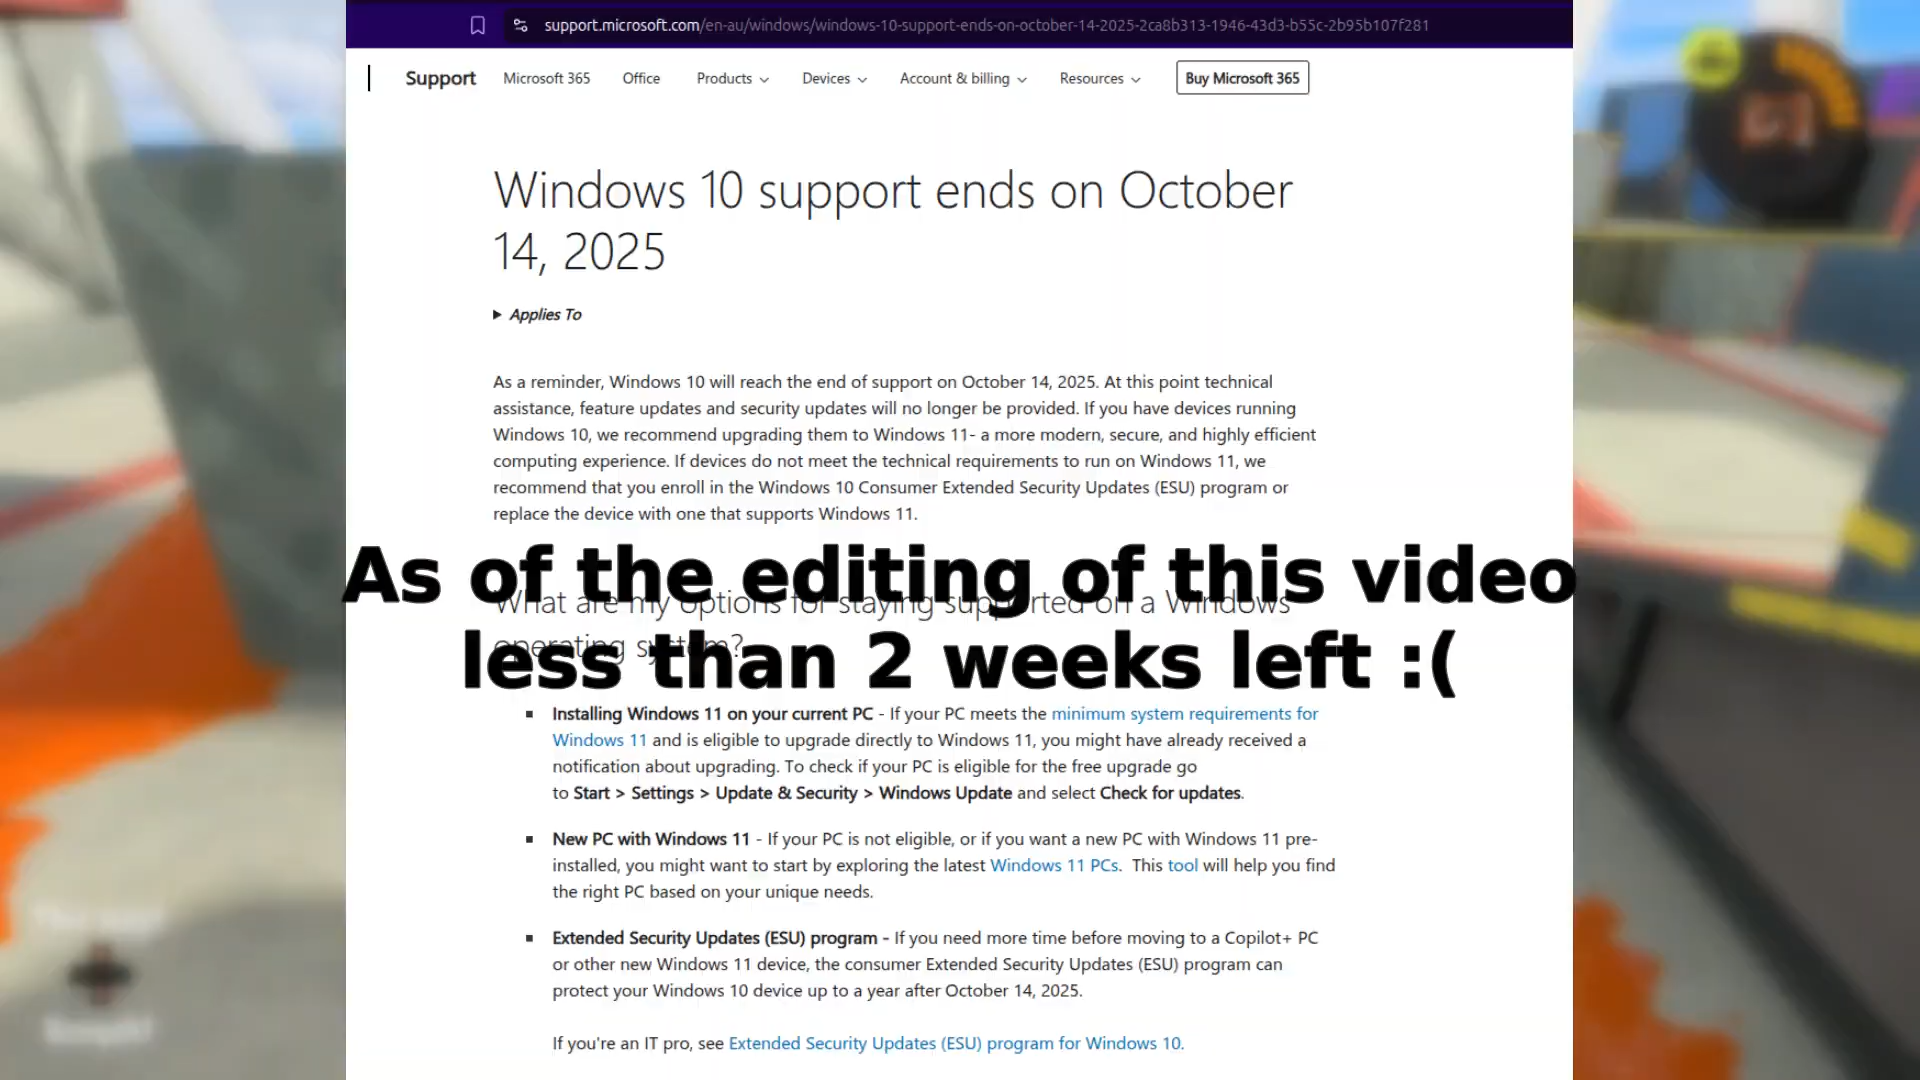 support.microsoft.com/en-au/windows/windows-10-support-ends-on-october-14-2025-2ca8b313-1946-43d3-b55c-2b95b107f281
Support Microsoft 365 Office Products Devices Account & billing Resources Buy Microsoft 365
Windows 10 support ends on October
14, 2025
Applies To
As a reminder, Windows 10 will reach the end of support on October 14, 2025. At this point technical
assistance, feature updates and security updates will no longer be provided. If you have devices running
Windows 10, we recommend upgrading them to Windows 11- a more modern, secure, and highly efficient
computing experience. If devices do not meet the technical requirements to run on Windows 11, we
recommend that you enroll in the Windows 10 Consumer Extended Security Updates (ESU) program or
replace the device with one that supports Windows 11.
As of the editing of this video
What are my options for staying supported on a Windows
less than 2 weeks left :(
operating system?
Installing Windows 11 on your current PC - If your PC meets the minimum system requirements for
Windows 11 and is eligible to upgrade directly to Windows 11, you might have already received a
notification about upgrading. To check if your PC is eligible for the free upgrade go
to Start > Settings > Update & Security > Windows Update and select Check for updates.
New PC with Windows 11 - If your PC is not eligible, or if you want a new PC with Windows 11 pre-
installed, you might want to start by exploring the latest Windows 11 PCs. This tool will help you find
the right PC based on your unique needs.
Extended Security Updates (ESU) program - If you need more time before moving to a Copilot+ PC
or other new Windows 11 device, the consumer Extended Security Updates (ESU) program can
protect your Windows 10 device up to a year after October 14, 2025.
If you're an IT pro, see Extended Security Updates (ESU) program for Windows 10.